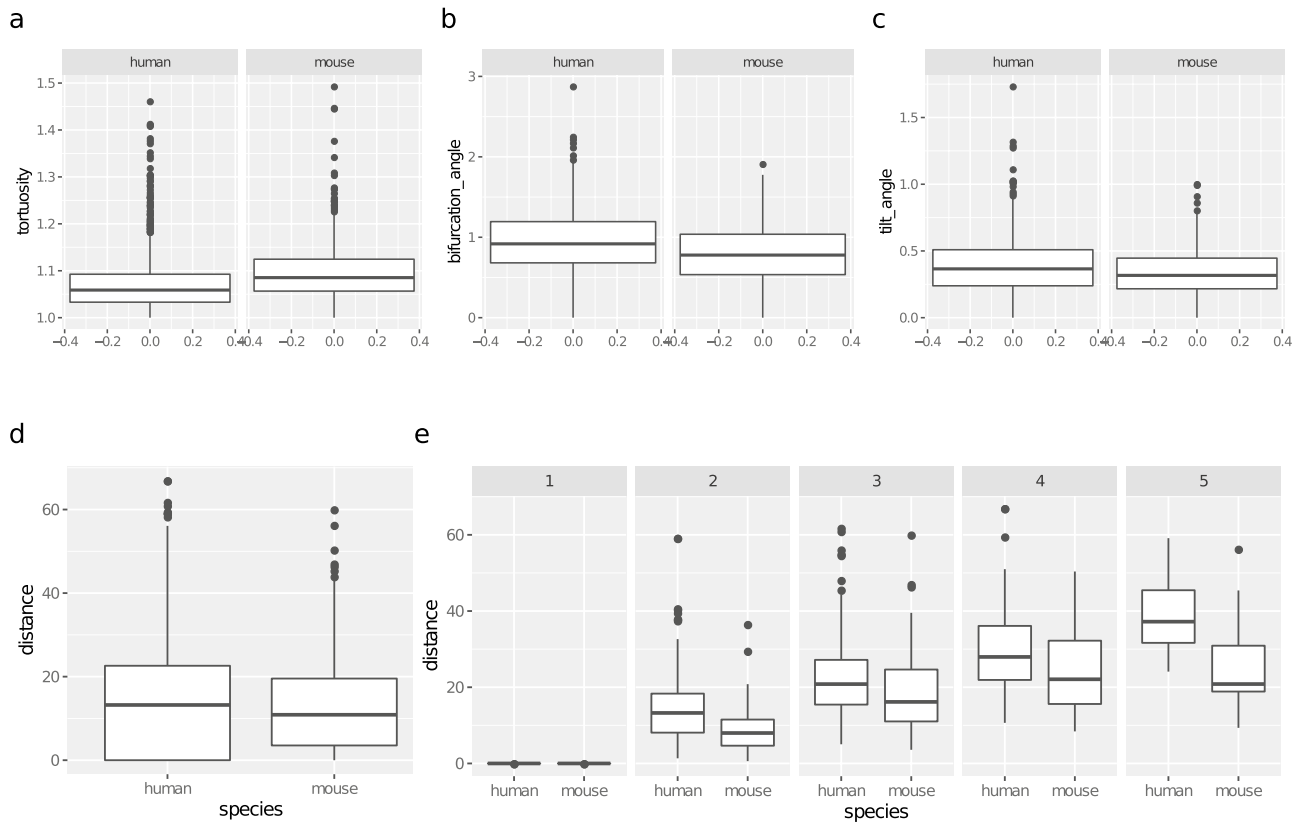 a
b
c
human mouse
human mouse
human mouse
tortuosity
1.5
1.4
1.3
1.2
1.1
1.0
−0.4 −0.2 0.0 0.2 0.4 −0.4 −0.2 0.0 0.2 0.4
bifurcation_angle
3
2
1
0
−0.4 −0.2 0.0 0.2 0.4 −0.4 −0.2 0.0 0.2 0.4
tilt_angle
1.5
1.0
0.5
0.0
−0.4 −0.2 0.0 0.2 0.4 −0.4 −0.2 0.0 0.2 0.4
d
distance
60
40
20
0
human mouse
species
e
1 2 3 4 5
distance
60
40
20
0
human mouse human mouse human mouse human mouse human mouse
species